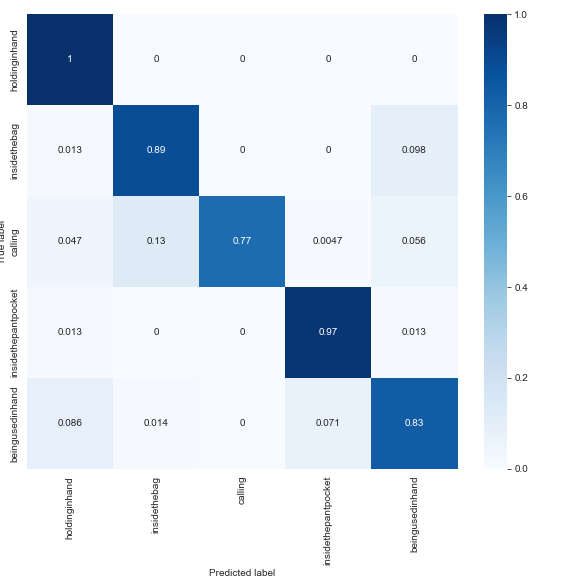 holdinginhand 1 0 0 0 0
insidethebag 0.013 0.89 0 0 0.098
True label
calling 0.047 0.13 0.77 0.0047 0.056
insidethepantpocket 0.013 0 0 0.97 0.013
beingusedinhand 0.086 0.014 0 0.071 0.83
holdinginhand insidethebag calling insidethepantpocket beingusedinhand
Predicted label
1.0
0.8
0.6
0.4
0.2
0.0